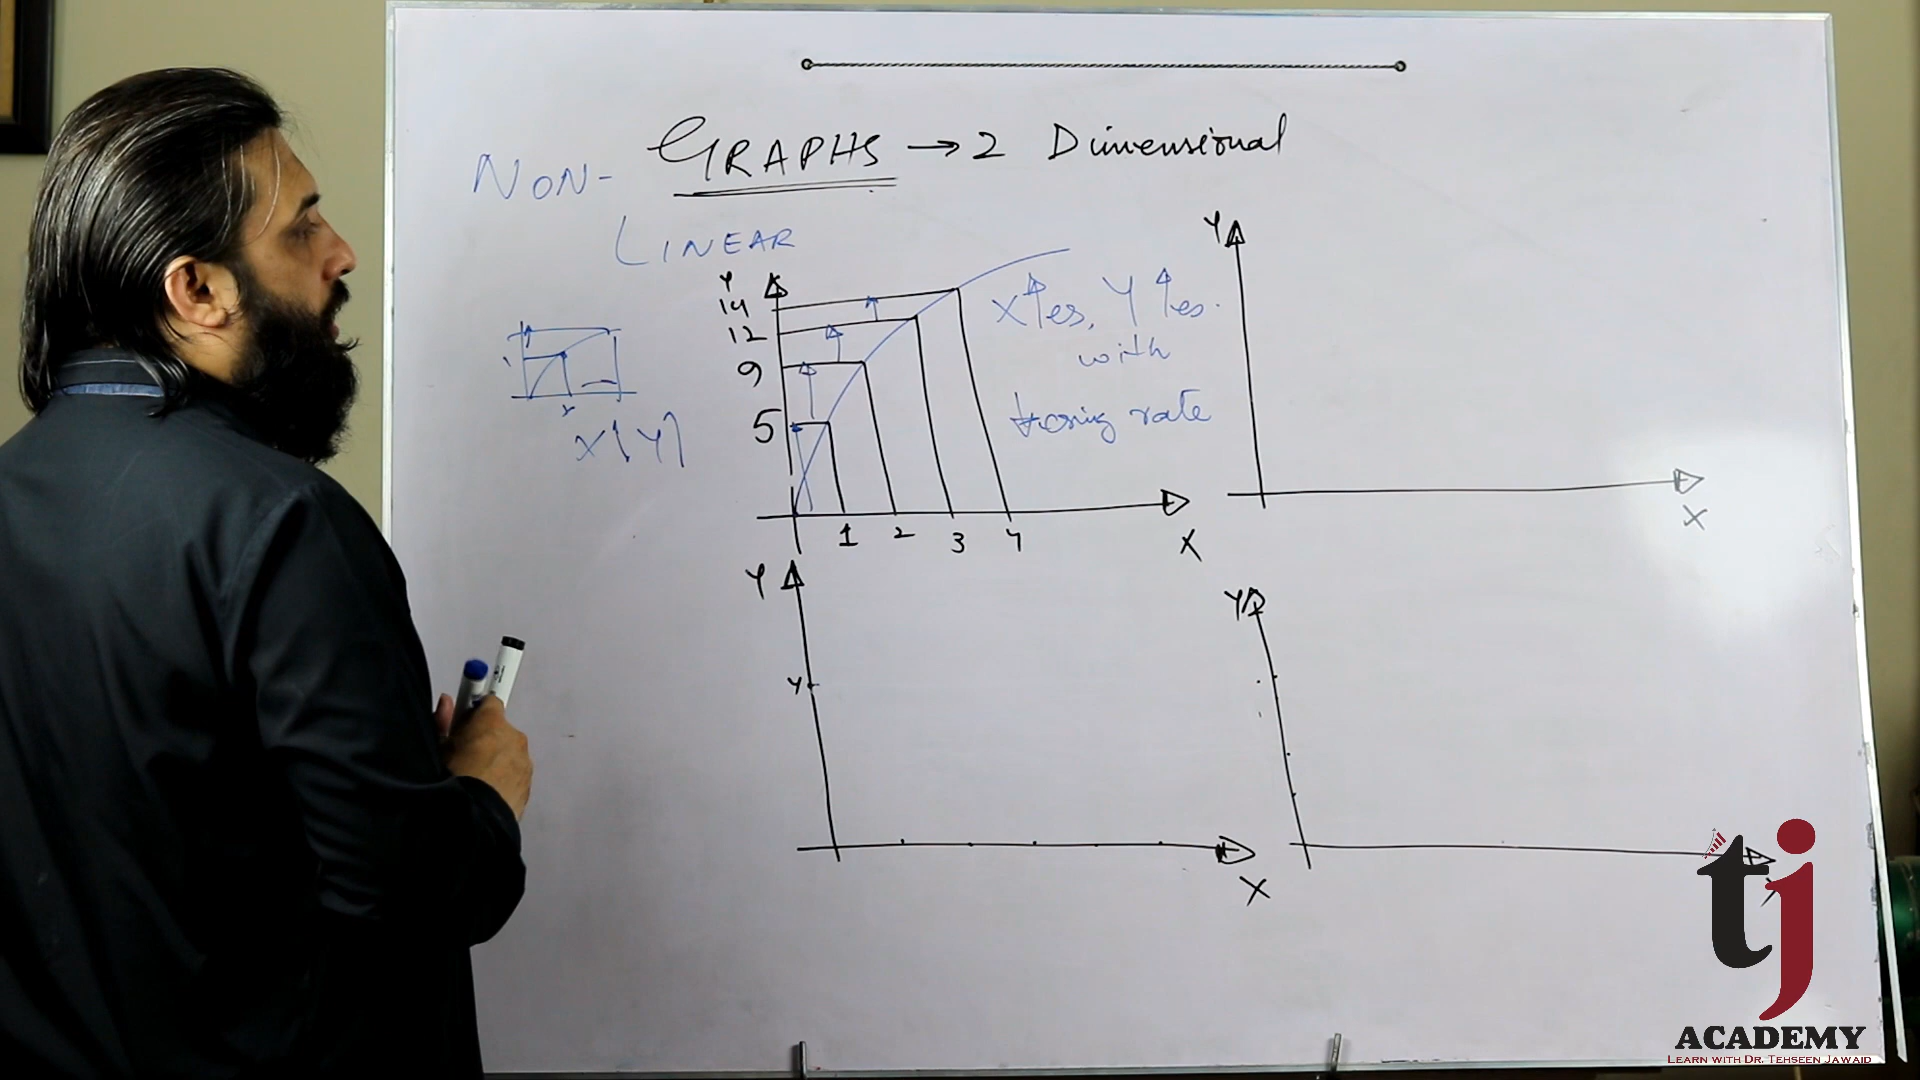 GRAPHS → 2 Dimensional
NON-
LINEAR
Y
14
12
9
5
1 2 3 4
X
X↑es, Y↑es.
with
rate
X↑ Y↑
Y
X
Y
Y
X
Y
tj
ACADEMY
LEARN WITH DR. TEHSEEN JAWAID